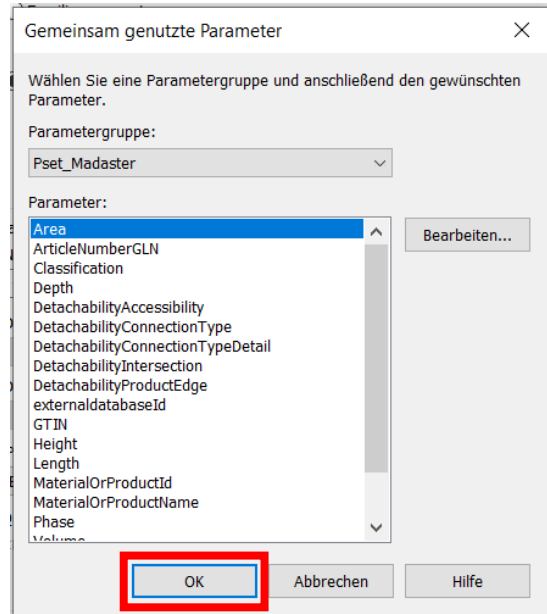 Gemeinsam genutzte Parameter
Wählen Sie eine Parametergruppe und anschließend den gewünschten
Parameter.
Parametergruppe:
Pset_Madaster
Parameter:
Area
Bearbeiten...
ArticleNumberGLN
Classification
Depth
DetachabilityAccessibility
DetachabilityConnectionType
DetachabilityConnectionTypeDetail
DetachabilityIntersection
DetachabilityProductEdge
externaldatabaseId
GTIN
Height
Length
MaterialOrProductId
MaterialOrProductName
Phase
Volume
OK
Abbrechen
Hilfe